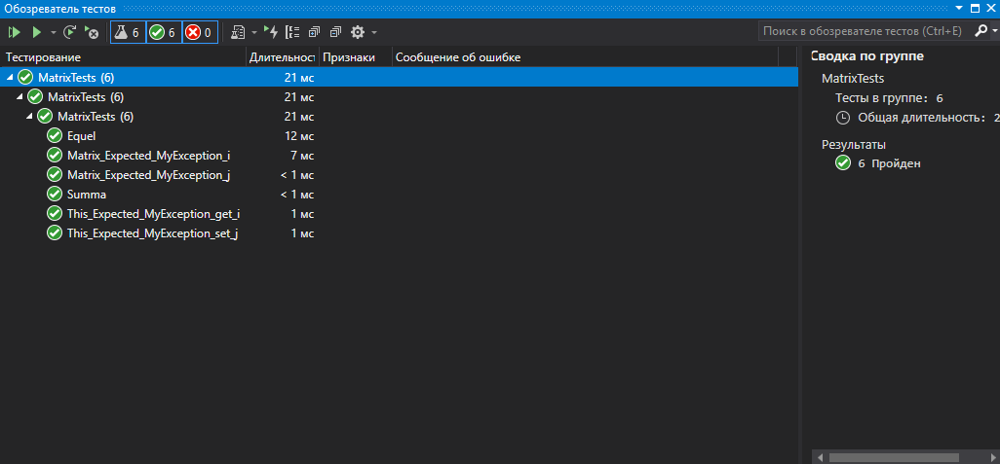 Обозреватель тестов
6 6 0
Поиск в обозревателе тестов (Ctrl+E)
Тестирование Длительност Признаки Сообщение об ошибке
MatrixTests (6) 21 мс
MatrixTests (6) 21 мс
MatrixTests (6) 21 мс
Equel 12 мс
Matrix_Expected_MyException_i 7 мс
Matrix_Expected_MyException_j < 1 мс
Summa < 1 мс
This_Expected_MyException_get_i 1 мс
This_Expected_MyException_set_j 1 мс
Сводка по группе
MatrixTests
Тесты в группе: 6
Общая длительность: 2
Результаты
6 Пройден